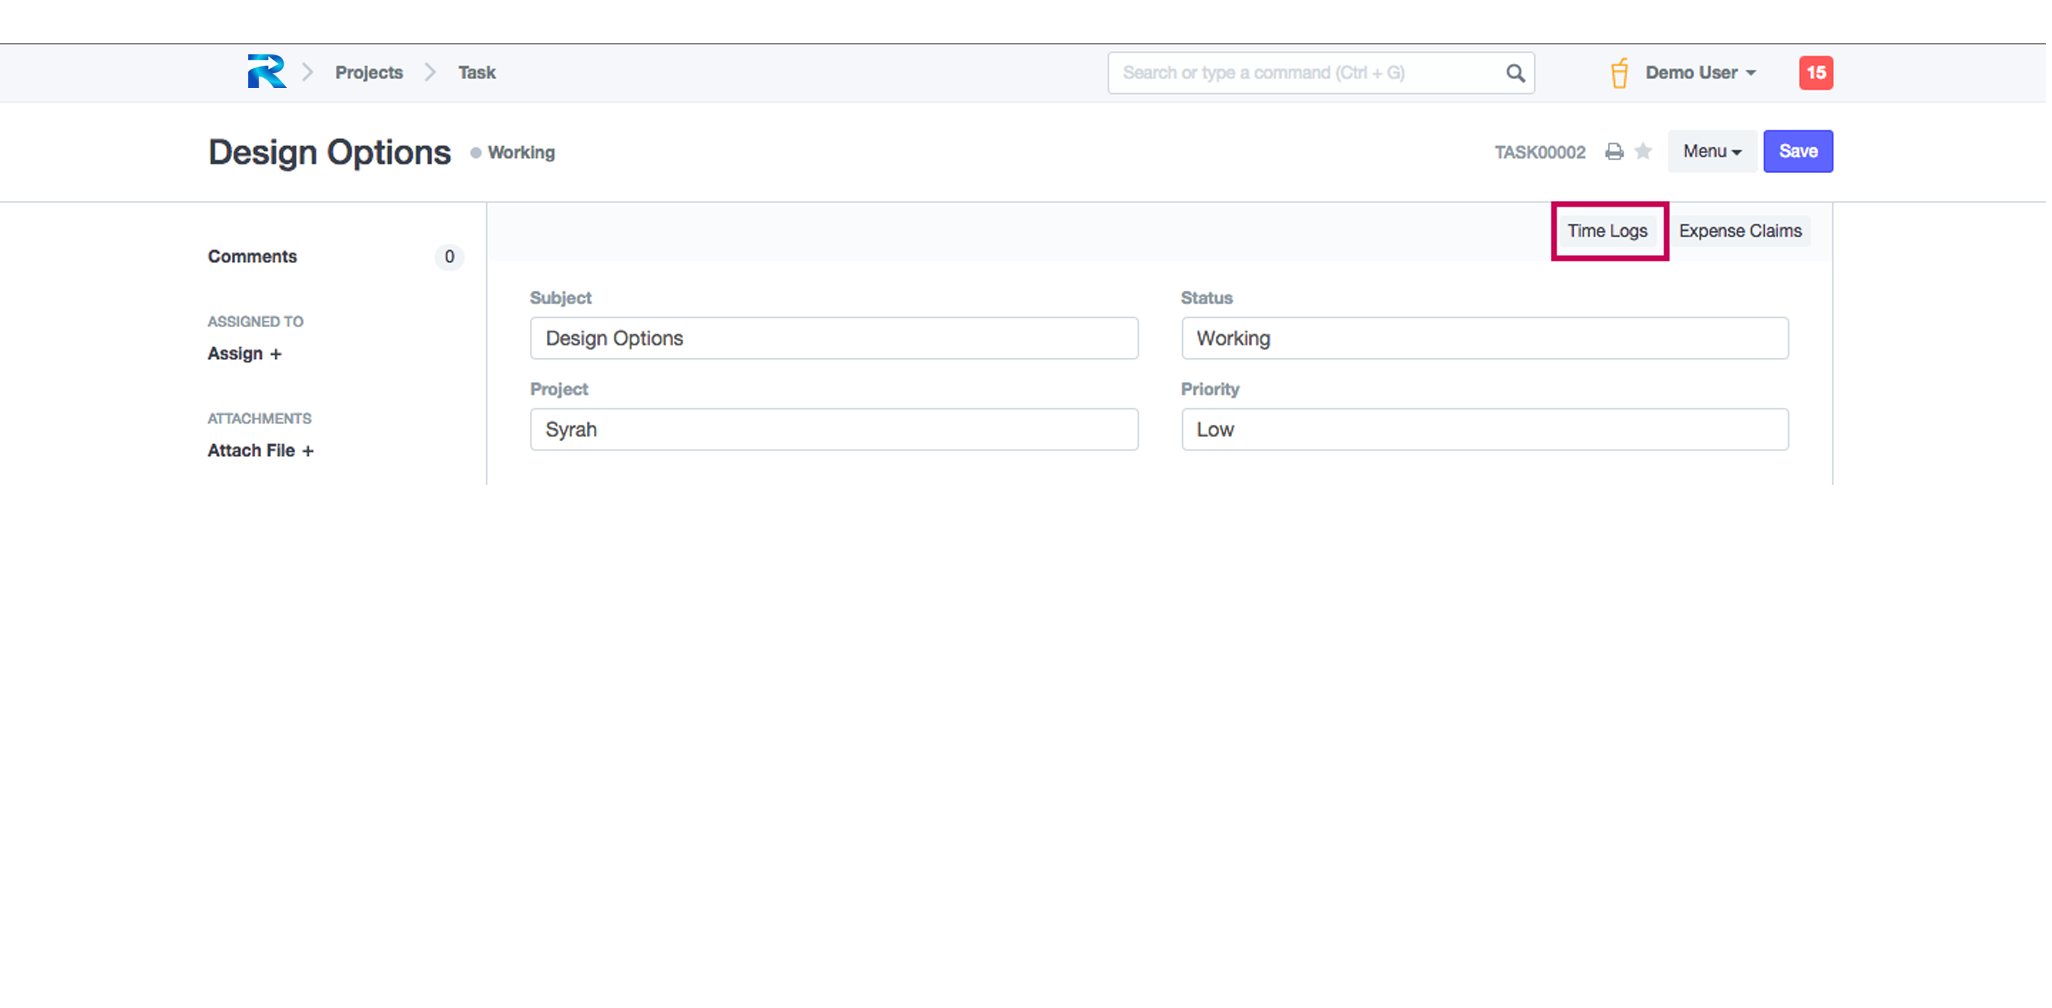 Projects Task
Search or type a command (Ctrl + G)
Demo User
15
Design Options
Working
TASK00002
Menu
Save
Time Logs
Expense Claims
Comments 0
ASSIGNED TO
Assign +
ATTACHMENTS
Attach File +
Subject
Design Options
Status
Working
Project
Syrah
Priority
Low